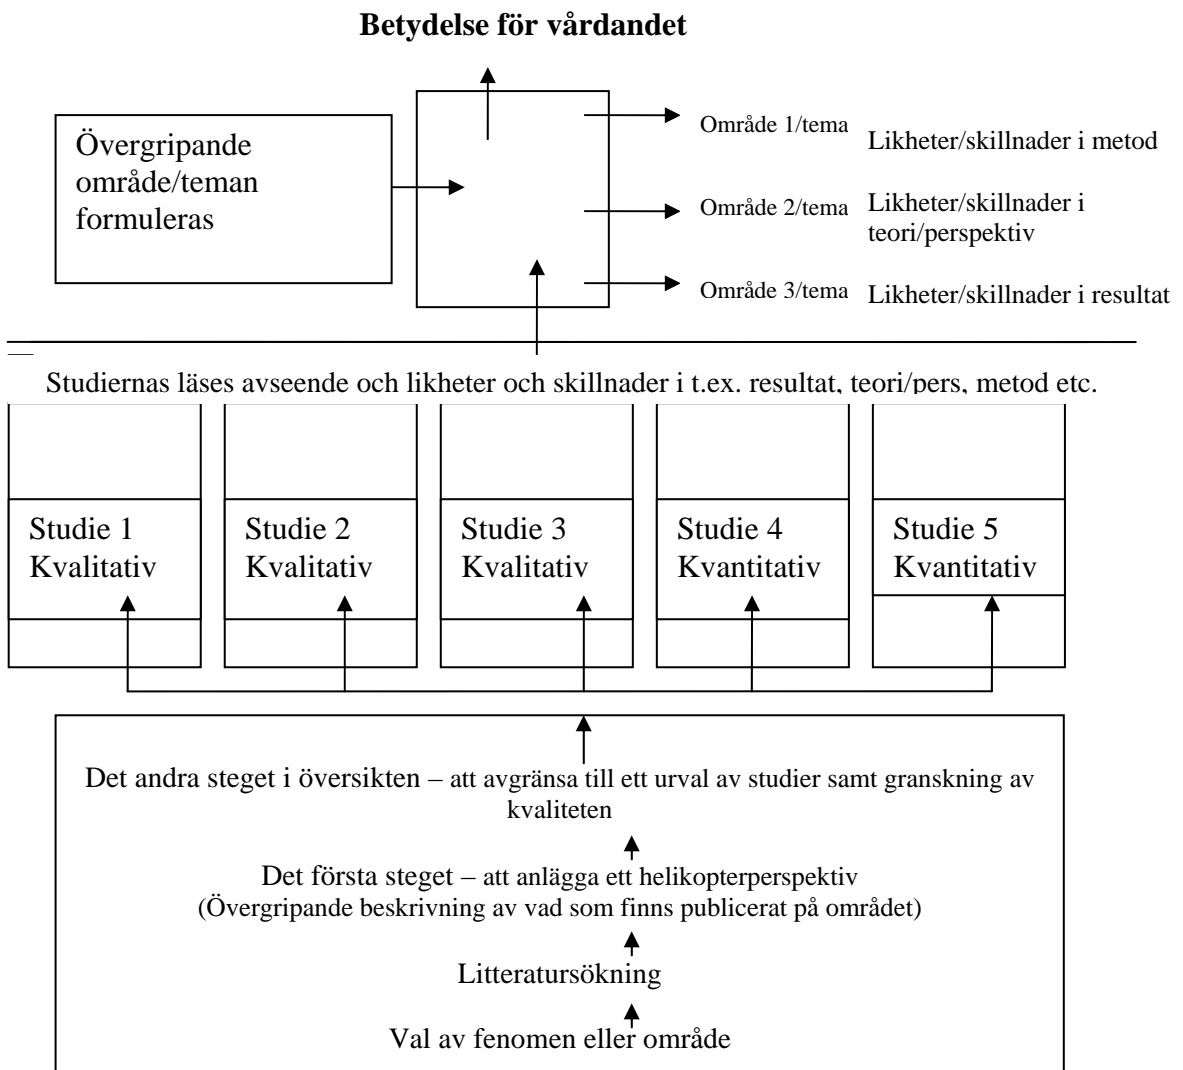 Betydelse för vårdandet
Övergripande
område/teman
formuleras
Område 1/tema
Likheter/skillnader i metod
Område 2/tema
Likheter/skillnader i
teori/perspektiv
Område 3/tema
Likheter/skillnader i resultat
Studiernas läses avseende och likheter och skillnader i t.ex. resultat, teori/pers, metod etc.
Studie 1
Kvalitativ
Studie 2
Kvalitativ
Studie 3
Kvalitativ
Studie 4
Kvantitativ
Studie 5
Kvantitativ
Det andra steget i översikten – att avgränsa till ett urval av studier samt granskning av
kvaliteten
Det första steget – att anlägga ett helikopterperspektiv
(Övergripande beskrivning av vad som finns publicerat på området)
Litteratursökning
Val av fenomen eller område